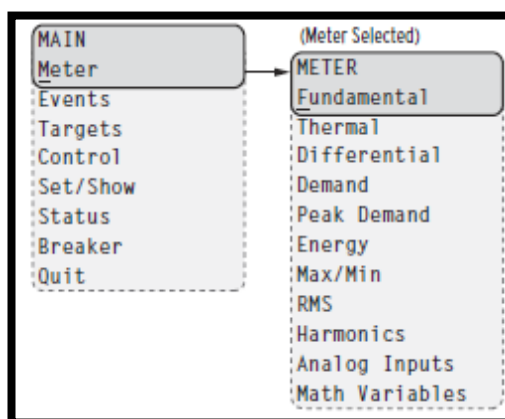 MAIN
Meter
Events
Targets
Control
Set/Show
Status
Breaker
Quit
(Meter Selected)
METER
Fundamental
Thermal
Differential
Demand
Peak Demand
Energy
Max/Min
RMS
Harmonics
Analog Inputs
Math Variables